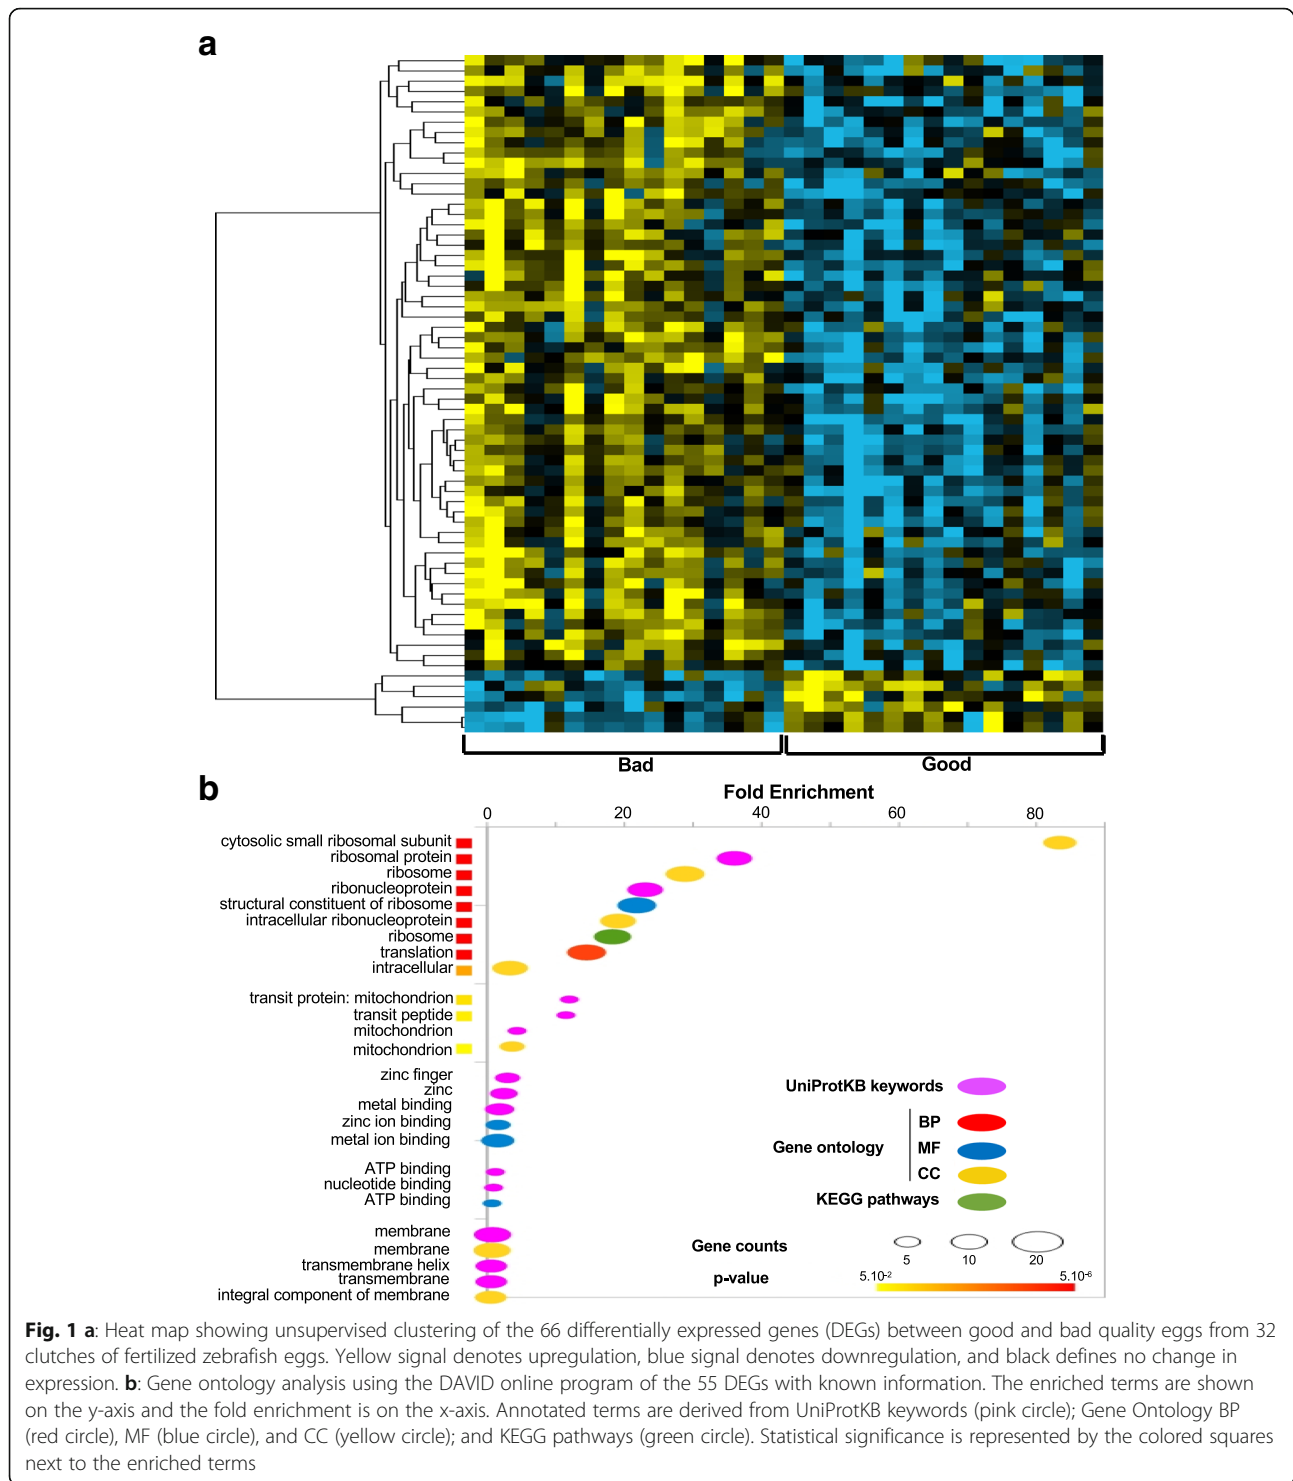 a
Bad
Good
b
Fold Enrichment
0 20 40 60 80
cytosolic small ribosomal subunit
ribosomal protein
ribosome
ribonucleoprotein
structural constituent of ribosome
intracellular ribonucleoprotein
ribosome
translation
intracellular
transit protein: mitochondrion
transit peptide
mitochondrion
mitochondrion
zinc finger
zinc
metal binding
zinc ion binding
metal ion binding
ATP binding
nucleotide binding
ATP binding
membrane
membrane
transmembrane helix
transmembrane
integral component of membrane
UniProtKB keywords
BP
Gene ontology MF
CC
KEGG pathways
Gene counts
5 10 20
p-value 5.10-2 5.10-6
Fig. 1 a: Heat map showing unsupervised clustering of the 66 differentially expressed genes (DEGs) between good and bad quality eggs from 32
clutches of fertilized zebrafish eggs. Yellow signal denotes upregulation, blue signal denotes downregulation, and black defines no change in
expression. b: Gene ontology analysis using the DAVID online program of the 55 DEGs with known information. The enriched terms are shown
on the y-axis and the fold enrichment is on the x-axis. Annotated terms are derived from UniProtKB keywords (pink circle); Gene Ontology BP
(red circle), MF (blue circle), and CC (yellow circle); and KEGG pathways (green circle). Statistical significance is represented by the colored squares
next to the enriched terms